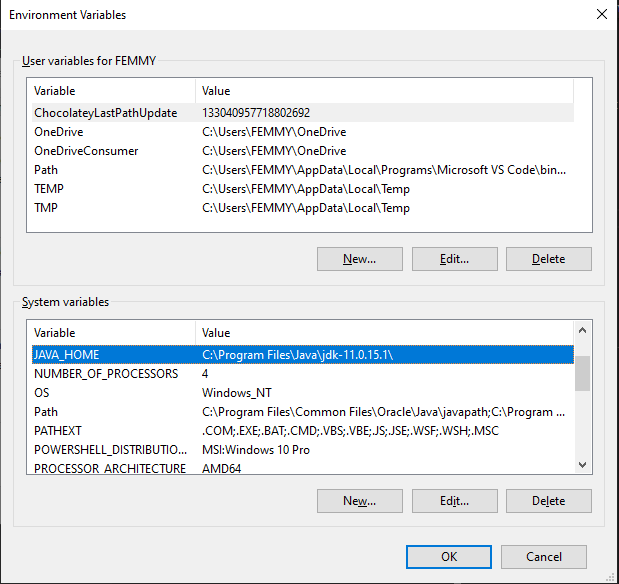 Environment Variables
User variables for FEMMY
Variable Value
ChocolateyLastPathUpdate 133040957718802692
OneDrive C:\Users\FEMMY\OneDrive
OneDriveConsumer C:\Users\FEMMY\OneDrive
Path C:\Users\FEMMY\AppData\Local\Programs\Microsoft VS Code\bin...
TEMP C:\Users\FEMMY\AppData\Local\Temp
TMP C:\Users\FEMMY\AppData\Local\Temp
New... Edit... Delete
System variables
Variable Value
JAVA_HOME C:\Program Files\Java\jdk-11.0.15.1\
NUMBER_OF_PROCESSORS 4
OS Windows_NT
Path C:\Program Files\Common Files\Oracle\Java\javapath;C:\Program ...
PATHEXT .COM;.EXE;.BAT;.CMD;.VBS;.VBE;.JS;.JSE;.WSF;.WSH;.MSC
POWERSHELL_DISTRIBUTIO... MSI:Windows 10 Pro
PROCESSOR_ARCHITECTURE AMD64
New... Edit... Delete
OK Cancel